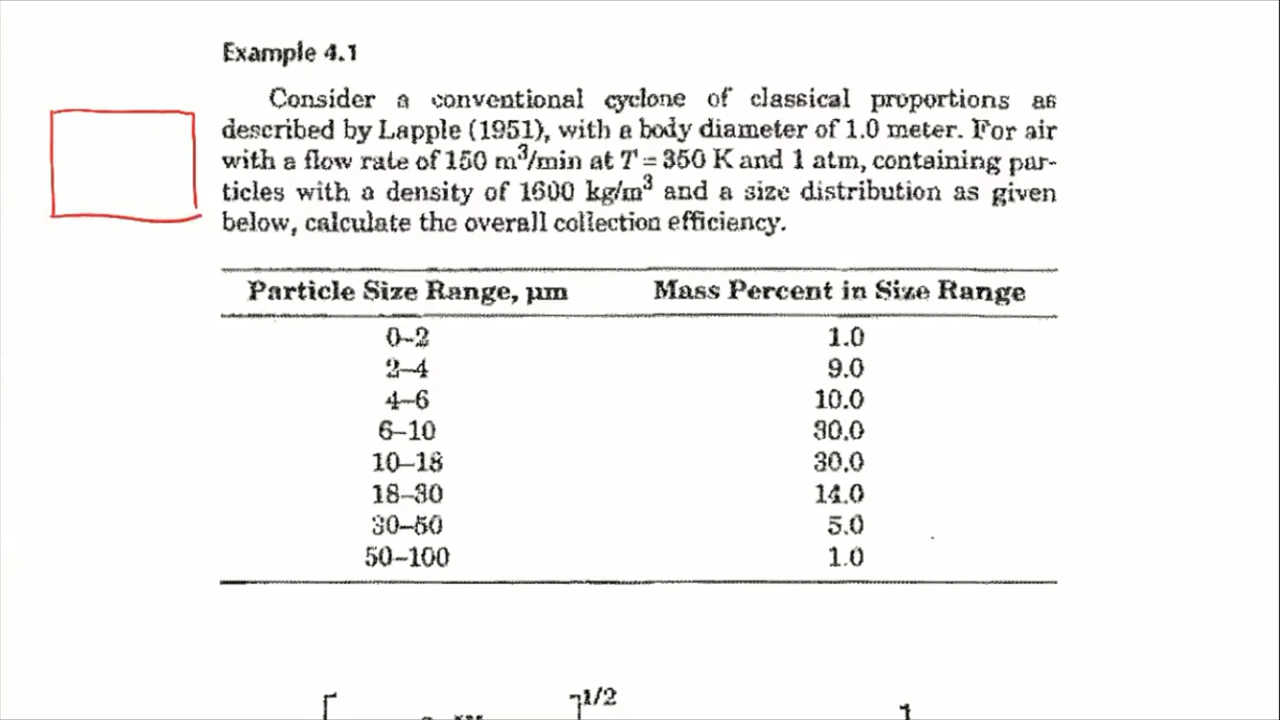 Example 4.1
Consider a conventional cyclone of classical proportions as
described by Lapple (1951), with a body diameter of 1.0 meter. For air
with a flow rate of 150 m³/min at T = 350 K and 1 atm, containing par-
ticles with a density of 1600 kg/m³ and a size distribution as given
below, calculate the overall collection efficiency.
Particle Size Range, μm Mass Percent in Size Range
0–2 1.0
2–4 9.0
4–6 10.0
6–10 30.0
10–18 30.0
18–30 14.0
30–50 5.0
50–100 1.0
1/2